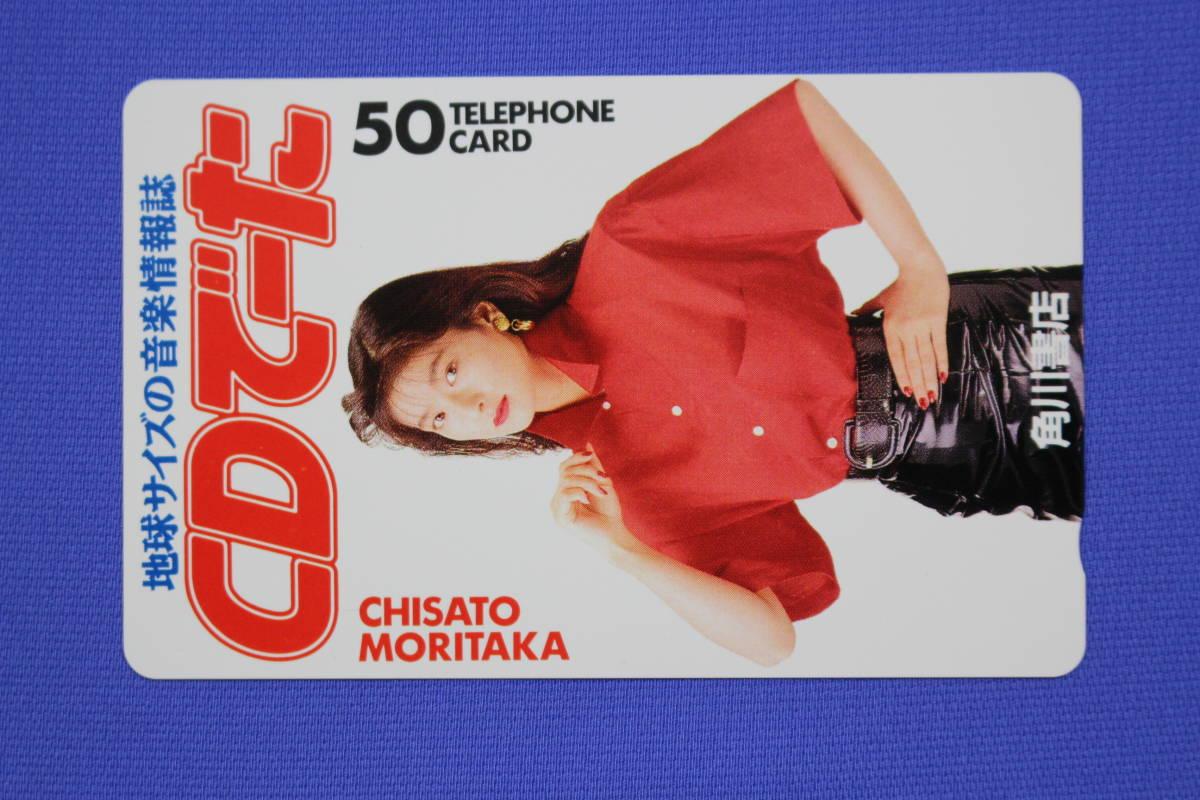 地球サイズの音楽情報誌
CDでーた
50 TELEPHONE
CARD
CHISATO
MORITAKA
角川書店